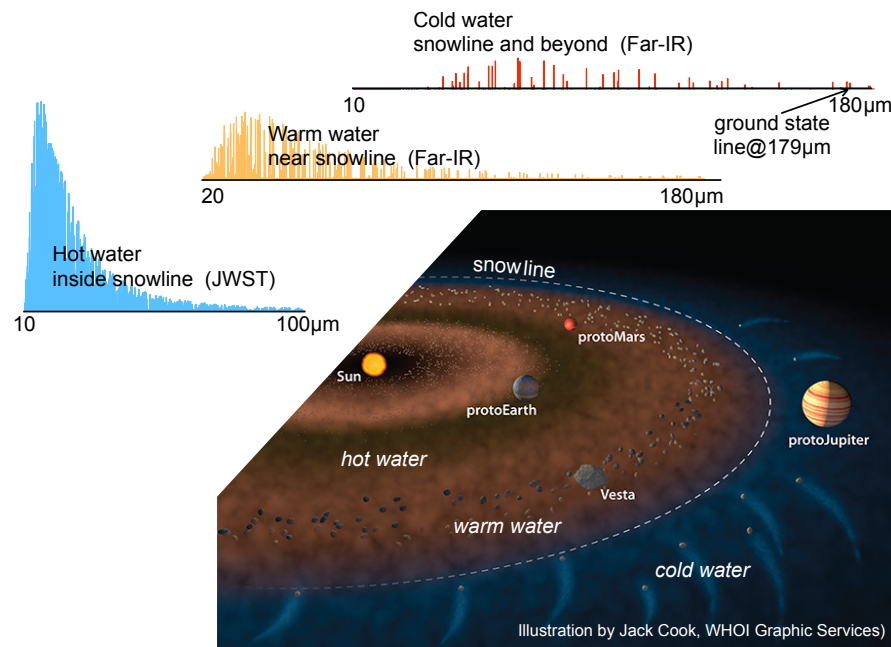 Cold water
snowline and beyond (Far-IR)
10
180µm
ground state
line@179µm
Warm water
near snowline (Far-IR)
20
180µm
Hot water
inside snowline (JWST)
10
100µm
snow line
protoMars
Sun
protoEarth
protoJupiter
hot water
Vesta
warm water
cold water
Illustration by Jack Cook, WHOI Graphic Services)